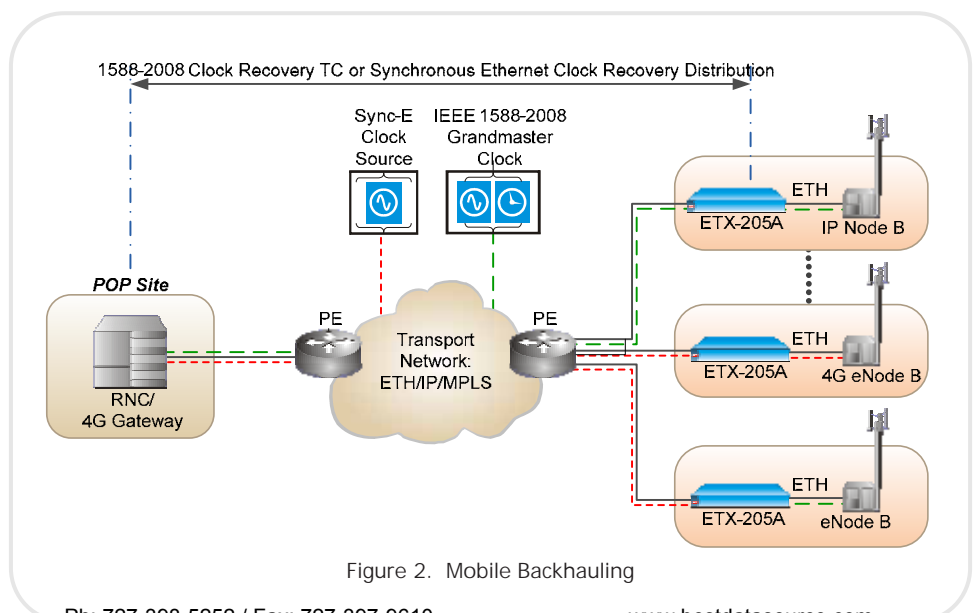 1588-2008 Clock Recovery TC or Synchronous Ethernet Clock Recovery Distribution
Sync-E
Clock
Source
IEEE 1588-2008
Grandmaster
Clock
ETH
ETX-205A
IP Node B
POP Site
PE
Transport
Network:
ETH/IP/MPLS
PE
RNC/
4G Gateway
ETH
ETX-205A
4G eNode B
ETH
ETX-205A
eNode B
Figure 2. Mobile Backhauling